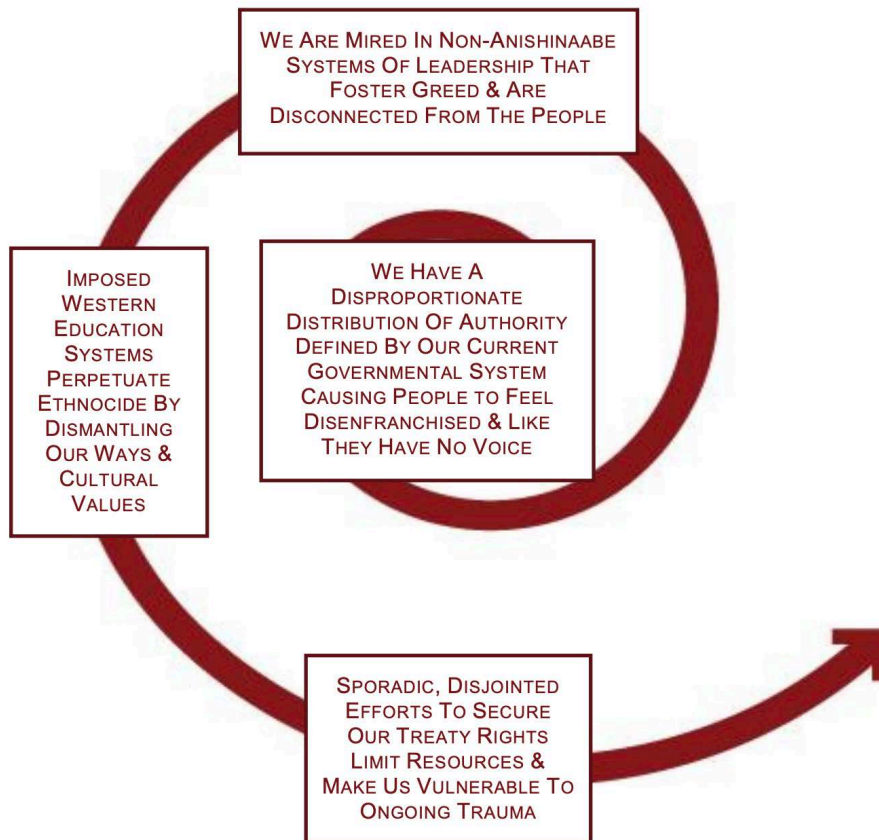 WE ARE MIRED IN NON-ANISHINAABE
SYSTEMS OF LEADERSHIP THAT
FOSTER GREED & ARE
DISCONNECTED FROM THE PEOPLE
IMPOSED
WESTERN
EDUCATION
SYSTEMS
PERPETUATE
ETHNOCIDE BY
DISMANTLING
OUR WAYS &
CULTURAL
VALUES
WE HAVE A
DISPROPORTIONATE
DISTRIBUTION OF AUTHORITY
DEFINED BY OUR CURRENT
GOVERNMENTAL SYSTEM
CAUSING PEOPLE TO FEEL
DISENFRANCHISED & LIKE
THEY HAVE NO VOICE
SPORADIC, DISJOINTED
EFFORTS TO SECURE
OUR TREATY RIGHTS
LIMIT RESOURCES &
MAKE US VULNERABLE TO
ONGOING TRAUMA